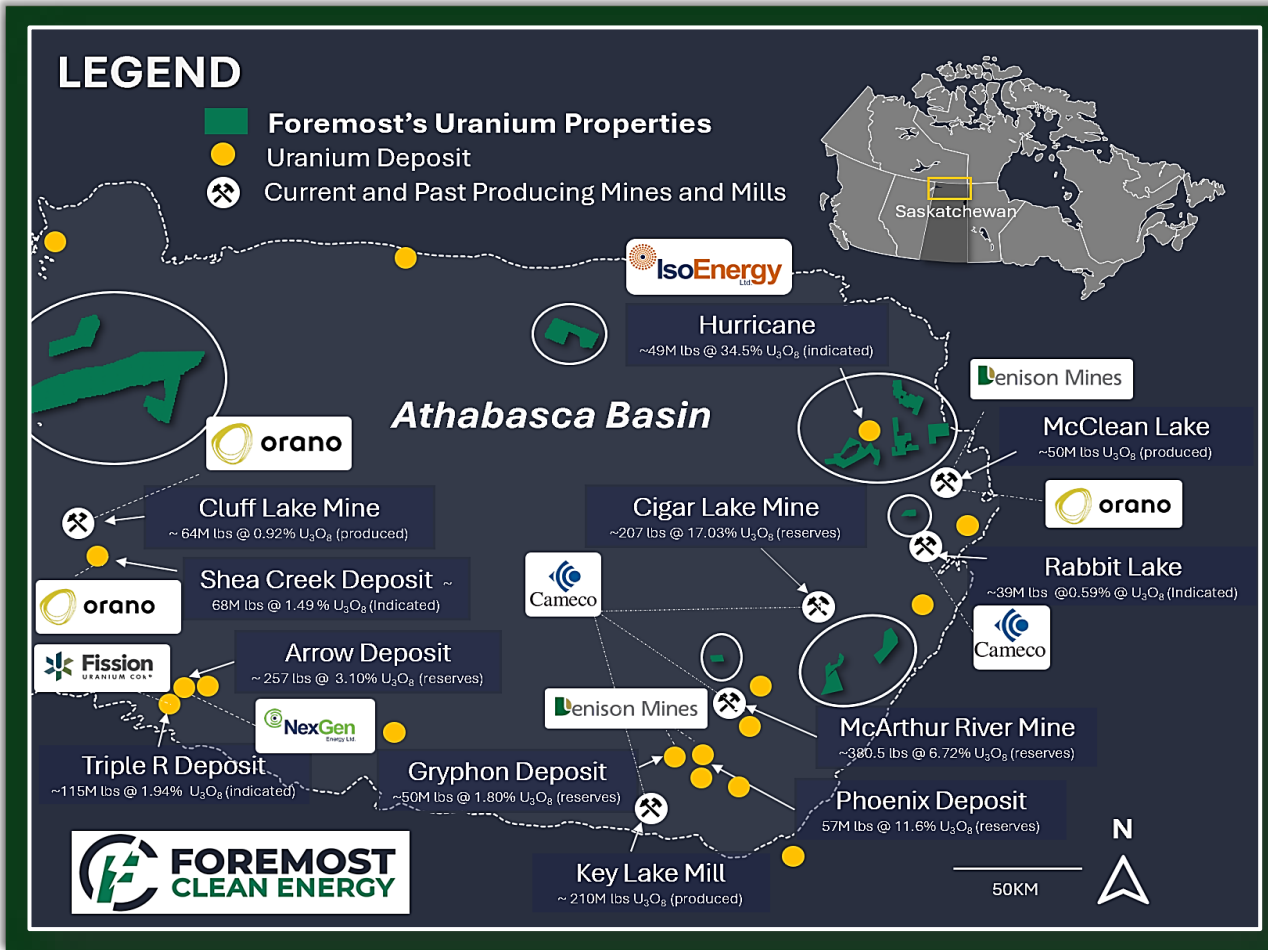 LEGEND
Foremost's Uranium Properties
Uranium Deposit
Current and Past Producing Mines and Mills
Saskatchewan
IsoEnergy
Ltd.
Hurricane
~49M lbs @ 34.5% U₃O₈ (indicated)
Denison Mines
Athabasca Basin
McClean Lake
~50M lbs U₃O₈ (produced)
orano
Cluff Lake Mine
~ 64M lbs @ 0.92% U₃O₈ (produced)
Cigar Lake Mine
~207 lbs @ 17.03% U₃O₈ (reserves)
orano
Shea Creek Deposit ~
68M lbs @ 1.49 % U₃O₈ (Indicated)
Rabbit Lake
~39M lbs @0.59% @ U₃O₈ (Indicated)
orano
Cameco
Cameco
Fission
URANIUM CORP
Arrow Deposit
~ 257 lbs @ 3.10% U₃O₈ (reserves)
NexGen
Energy Ltd.
Denison Mines
McArthur River Mine
~380.5 lbs @ 6.72% U₃O₈ (reserves)
Triple R Deposit
~115M lbs @ 1.94% U₃O₈ (indicated)
Gryphon Deposit
~50M lbs @ 1.80% U₃O₈ (reserves)
Phoenix Deposit
57M lbs @ 11.6% U₃O₈ (reserves)
Key Lake Mill
~ 210M lbs U₃O₈ (produced)
FOREMOST
CLEAN ENERGY
N
50KM